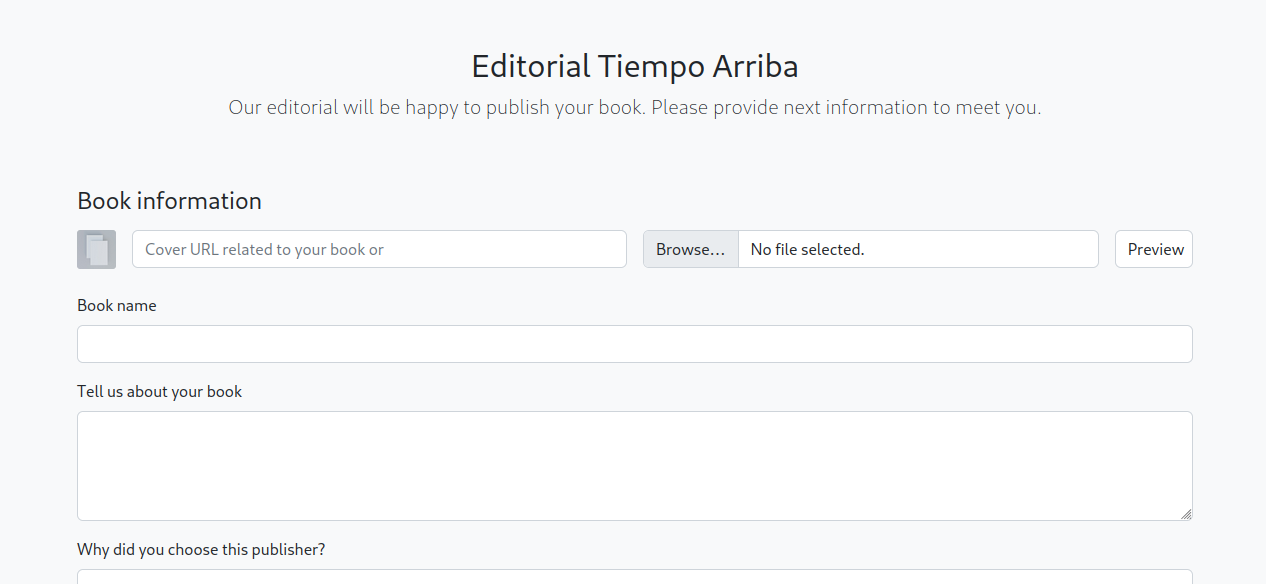 Editorial Tiempo Arriba
Our editorial will be happy to publish your book. Please provide next information to meet you.
Book information
Cover URL related to your book or
Browse...
No file selected.
Preview
Book name
Tell us about your book
Why did you choose this publisher?